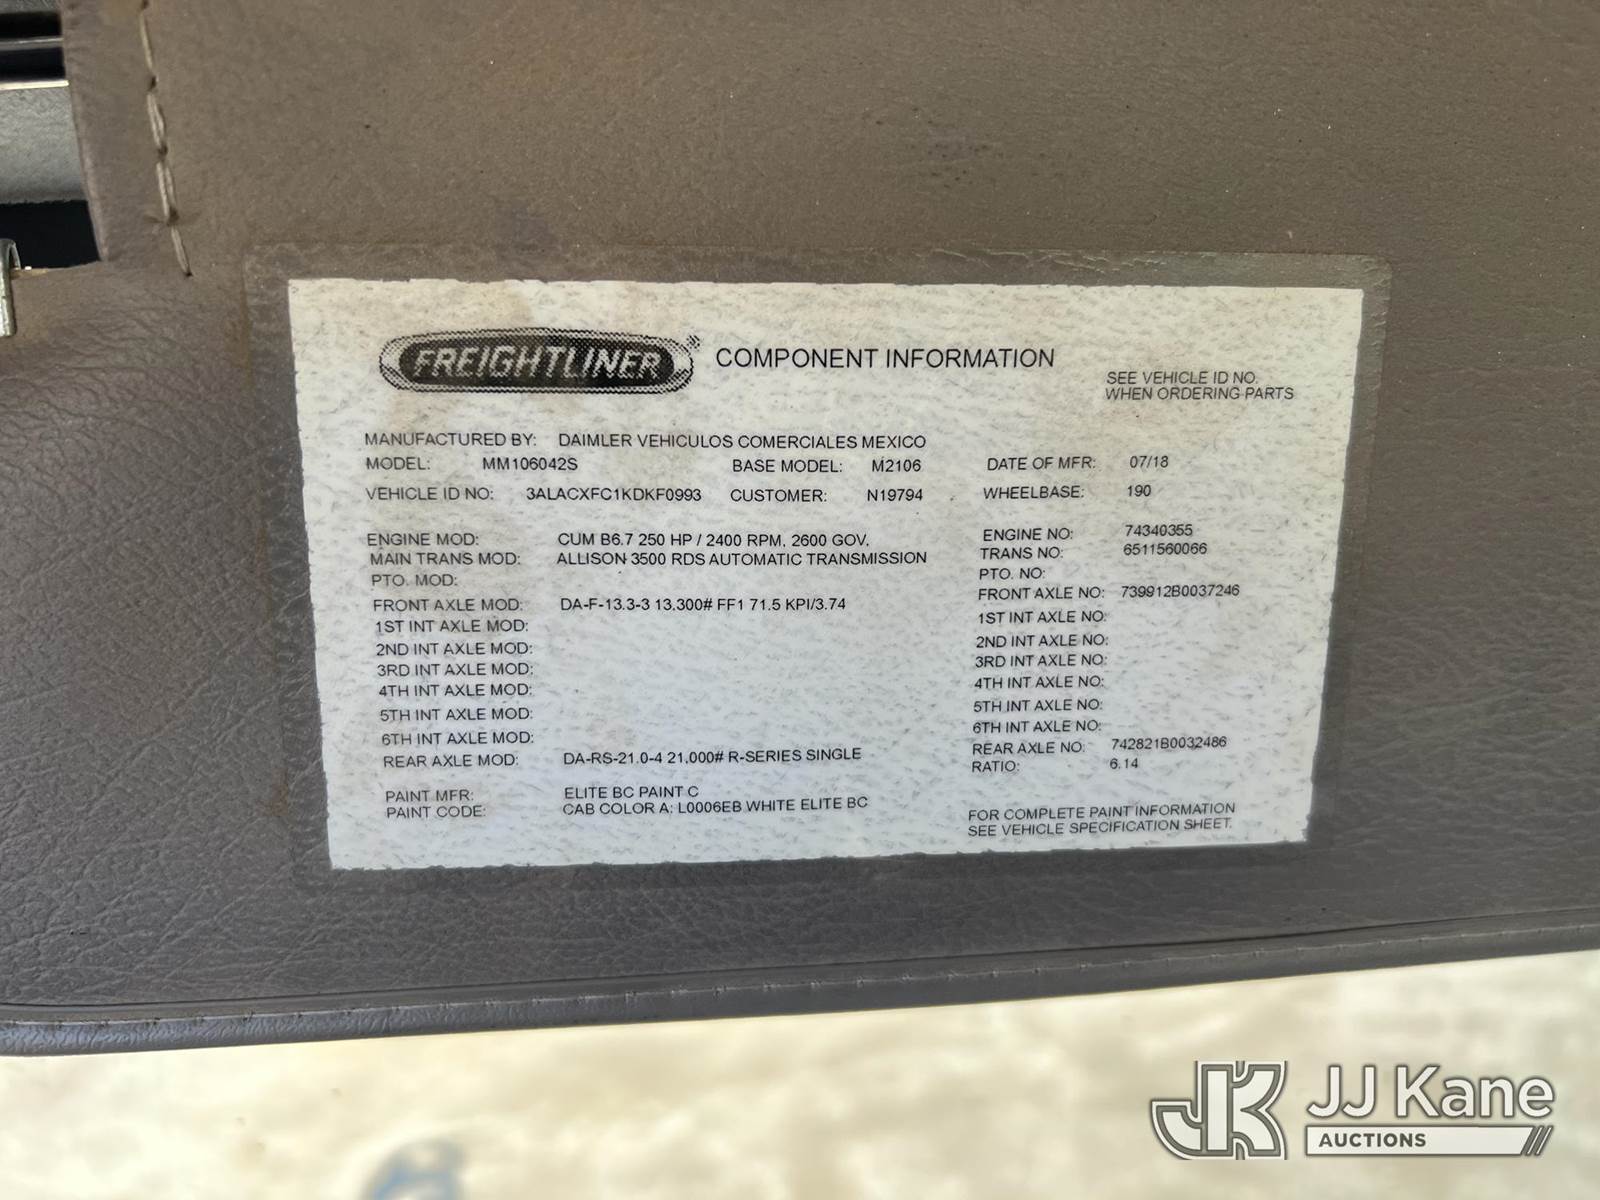 FREIGHTLINER® COMPONENT INFORMATION
SEE VEHICLE ID NO.
WHEN ORDERING PARTS
MANUFACTURED BY: DAIMLER VEHICULOS COMERCIALES MEXICO
MODEL: MM106042S BASE MODEL: M2106 DATE OF MFR: 07/18
VEHICLE ID NO: 3ALACXFC1KDKF0993 CUSTOMER: N19794 WHEELBASE: 190
ENGINE MOD: CUM B6.7 250 HP / 2400 RPM, 2600 GOV. ENGINE NO: 74340355
MAIN TRANS MOD: ALLISON 3500 RDS AUTOMATIC TRANSMISSION TRANS NO: 6511560066
PTO. MOD: PTO. NO:
FRONT AXLE MOD: DA-F-13.3-3 13,300# FF1 71.5 KPI/3.74 FRONT AXLE NO: 739912B0037246
1ST INT AXLE MOD: 1ST INT AXLE NO:
2ND INT AXLE MOD: 2ND INT AXLE NO:
3RD INT AXLE MOD: 3RD INT AXLE NO:
4TH INT AXLE MOD: 4TH INT AXLE NO:
5TH INT AXLE MOD: 5TH INT AXLE NO:
6TH INT AXLE MOD: 6TH INT AXLE NO:
REAR AXLE MOD: DA-RS-21.0-4 21,000# R-SERIES SINGLE REAR AXLE NO: 742821B0032486
RATIO: 6.14
PAINT MFR: ELITE BC PAINT C
PAINT CODE: CAB COLOR A: L0006EB WHITE ELITE BC
FOR COMPLETE PAINT INFORMATION
SEE VEHICLE SPECIFICATION SHEET.
JK JJ Kane
AUCTIONS